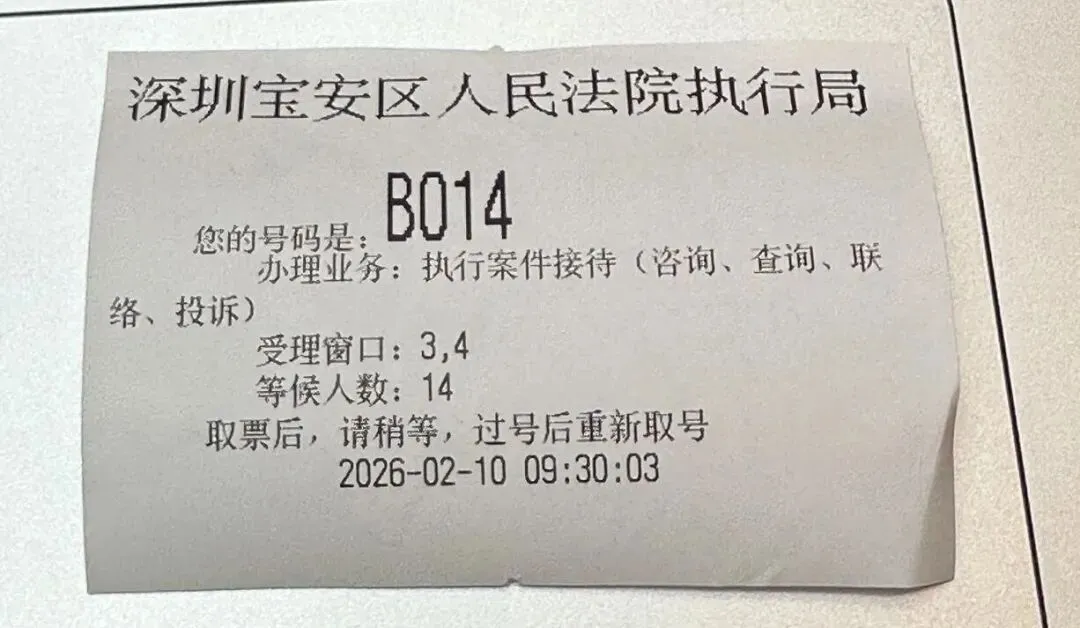 深圳宝安区人民法院执行局
您的号码是：B014
办理业务：执行案件接待（咨询、查询、联
络、投诉）
受理窗口：3,4
等候人数：14
取票后，请稍等，过号后重新取号
2026-02-10 09:30:03